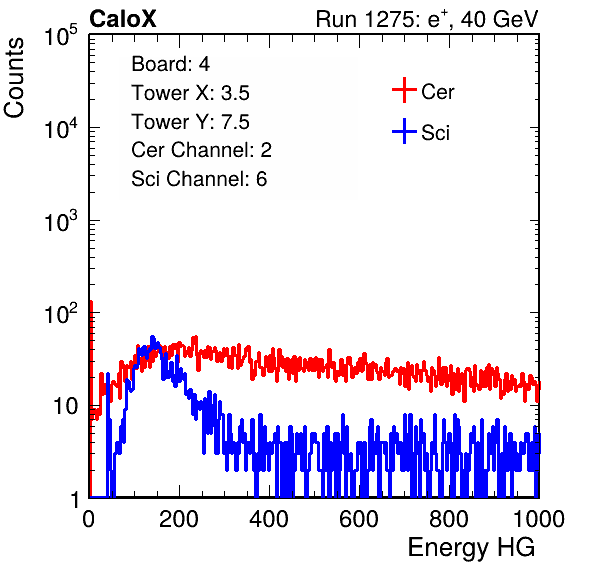 CaloX Run 1275: e⁺, 40 GeV
Counts
Board: 4
Tower X: 3.5
Tower Y: 7.5
Cer Channel: 2
Sci Channel: 6
Cer
Sci
10⁵
10⁴
10³
10²
10
1
0 200 400 600 800 1000
Energy HG